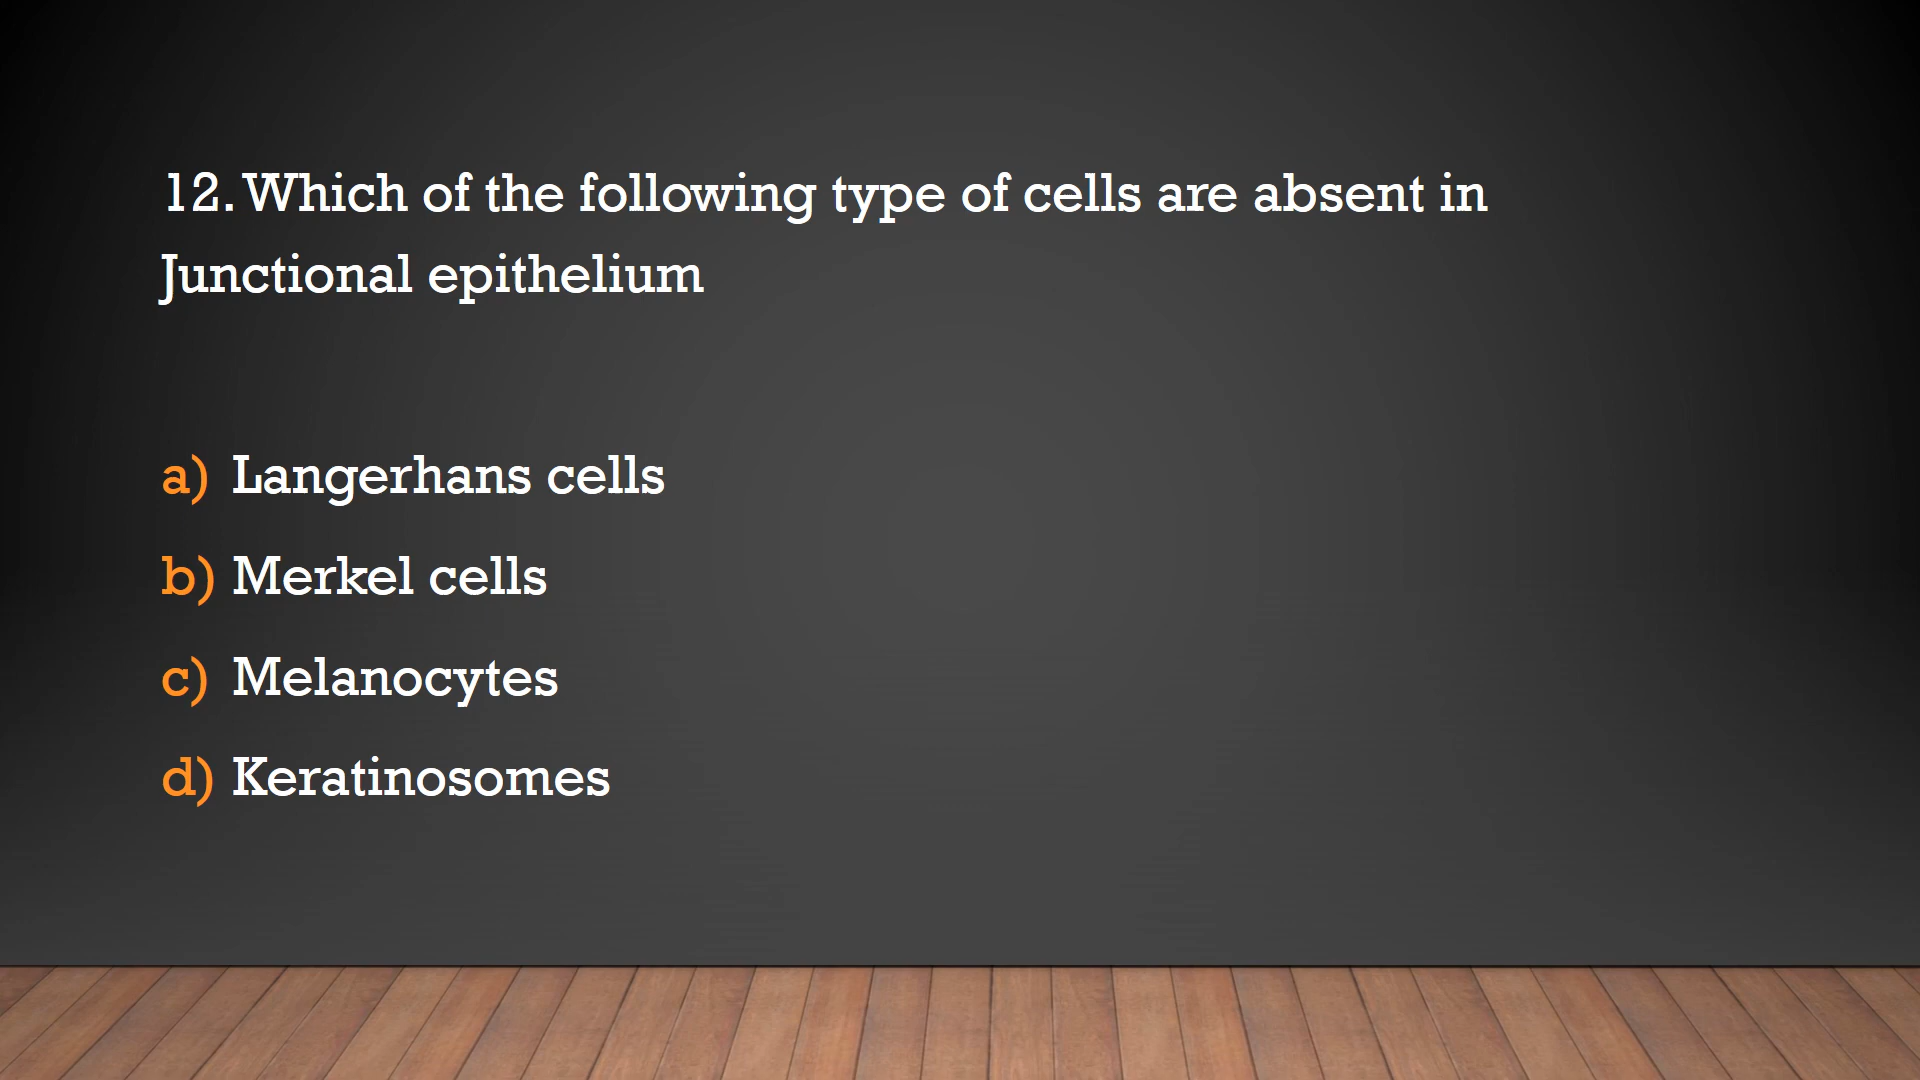 12. Which of the following type of cells are absent in
Junctional epithelium
a) Langerhans cells
b) Merkel cells
c) Melanocytes
d) Keratinosomes